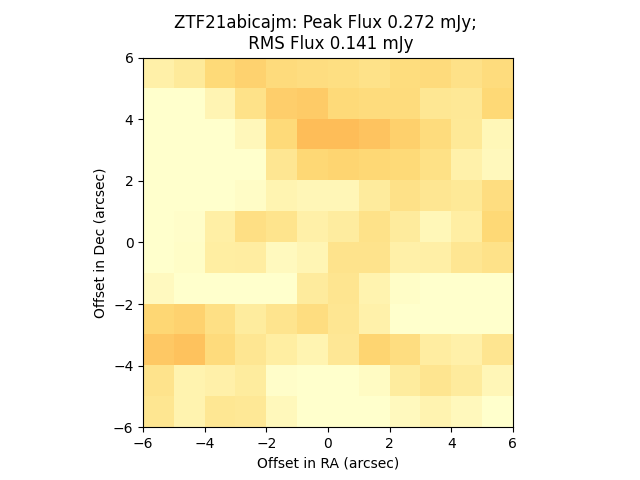 ZTF21abicajm: Peak Flux 0.272 mJy;
RMS Flux 0.141 mJy
6
4
2
0
−2
−4
−6
Offset in Dec (arcsec)
−6 −4 −2 0 2 4 6
Offset in RA (arcsec)